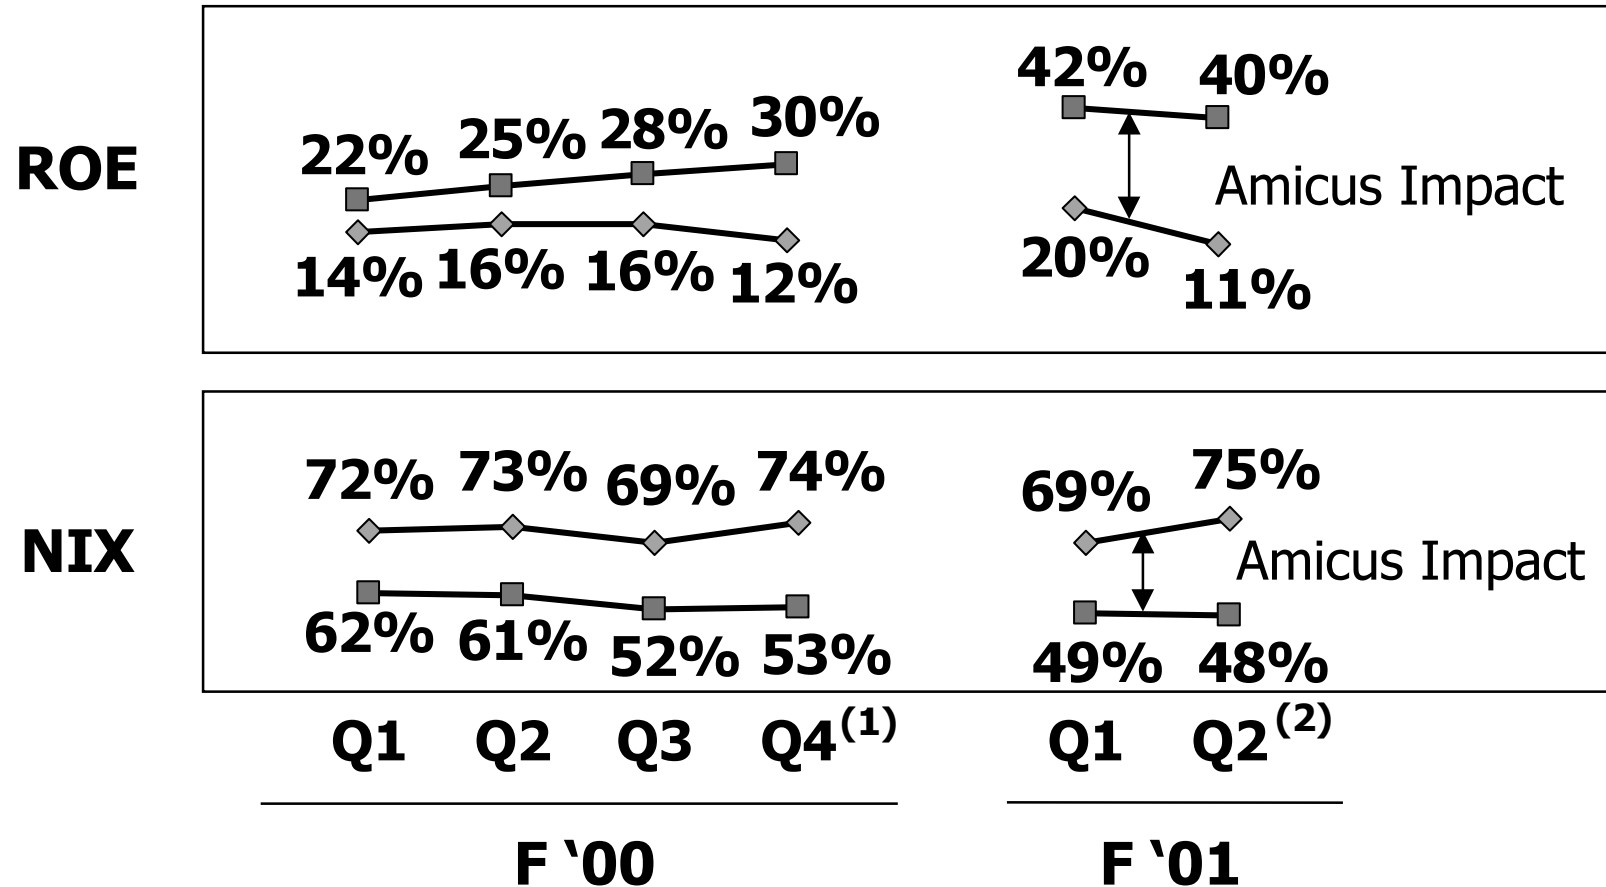 42% 40%
22% 25% 28% 30%
ROE
Amicus Impact
14% 16% 16% 12% 20% 11%
72% 73% 69% 74% 69% 75%
NIX
Amicus Impact
62% 61% 52% 53% 49% 48%
Q1 Q2 Q3 Q4(1) Q1 Q2(2)
F ‘00 F ‘01